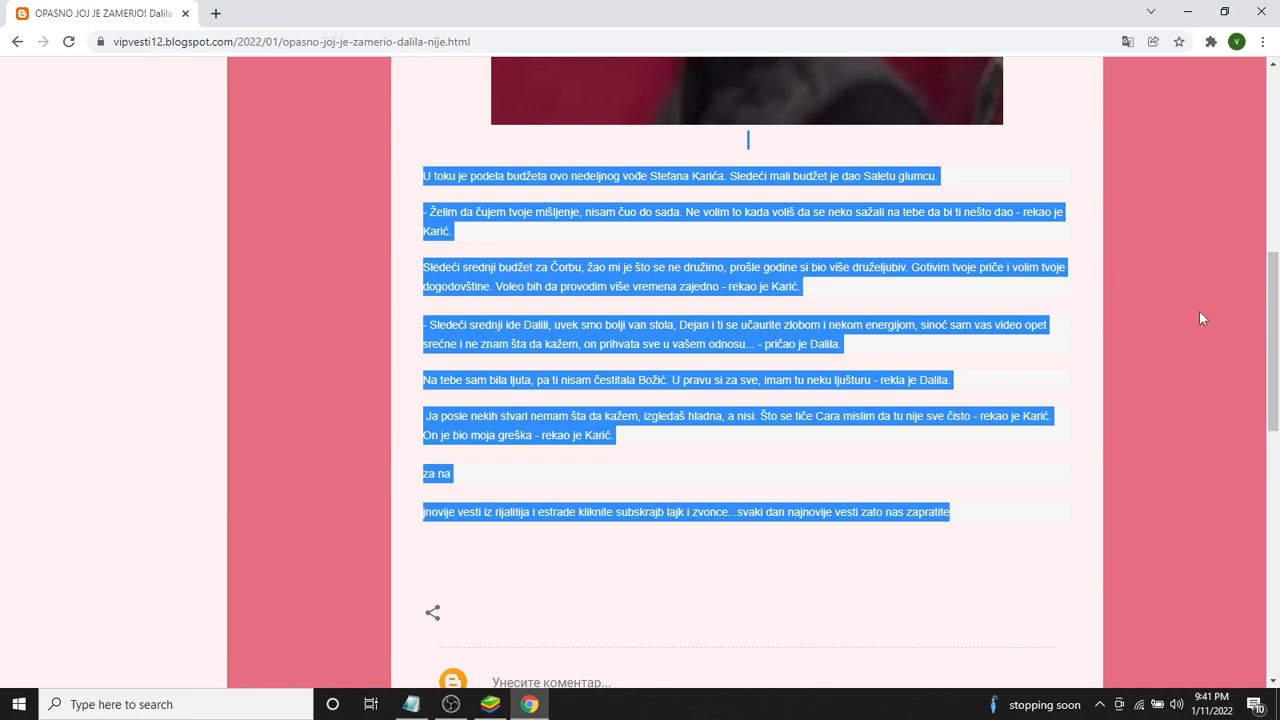 OPASNO JOJ JE ZAMERIO! Dalila
vipvesti12.blogspot.com/2022/01/opasno-joj-je-zamerio-dalila-nije.html
V
U toku je podela budžeta ovo nedeljnog vođe Stefana Karića. Sledeći mali budžet je dao Saletu glumcu.
- Želim da čujem tvoje mišljenje, nisam čuo do sada. Ne volim to kada voliš da se neko sažali na tebe da bi ti nešto dao - rekao je
Karić.
Sledeći srednji budžet za Čorbu, žao mi je što se ne družimo, prošle godine si bio više druželjubiv. Gotivim tvoje priče i volim tvoje
dogodovštine. Voleo bih da provodim više vremena zajedno - rekao je Karić.
- Sledeći srednji ide Dalili, uvek smo bolji van stola, Dejan i ti se učaurite zlobom i nekom energijom, sinoć sam vas video opet
srećne i ne znam šta da kažem, on prihvata sve u vašem odnosu... - pričao je Dalila.
Na tebe sam bila ljuta, pa ti nisam čestitala Božić. U pravu si za sve, imam tu neku ljušturu - rekla je Dalila.
Ja posle nekih stvari nemam šta da kažem, izgledaš hladna, a nisi. Što se tiče Cara mislim da tu nije sve čisto - rekao je Karić.
On je bio moja greška - rekao je Karić.
za na
jnovije vesti iz rijalitija i estrade kliknite subskrajb lajk i zvonce...svaki dan najnovije vesti zato nas zapratite
Унесите коментар...
Type here to search
stopping soon
9:41 PM
1/11/2022
10